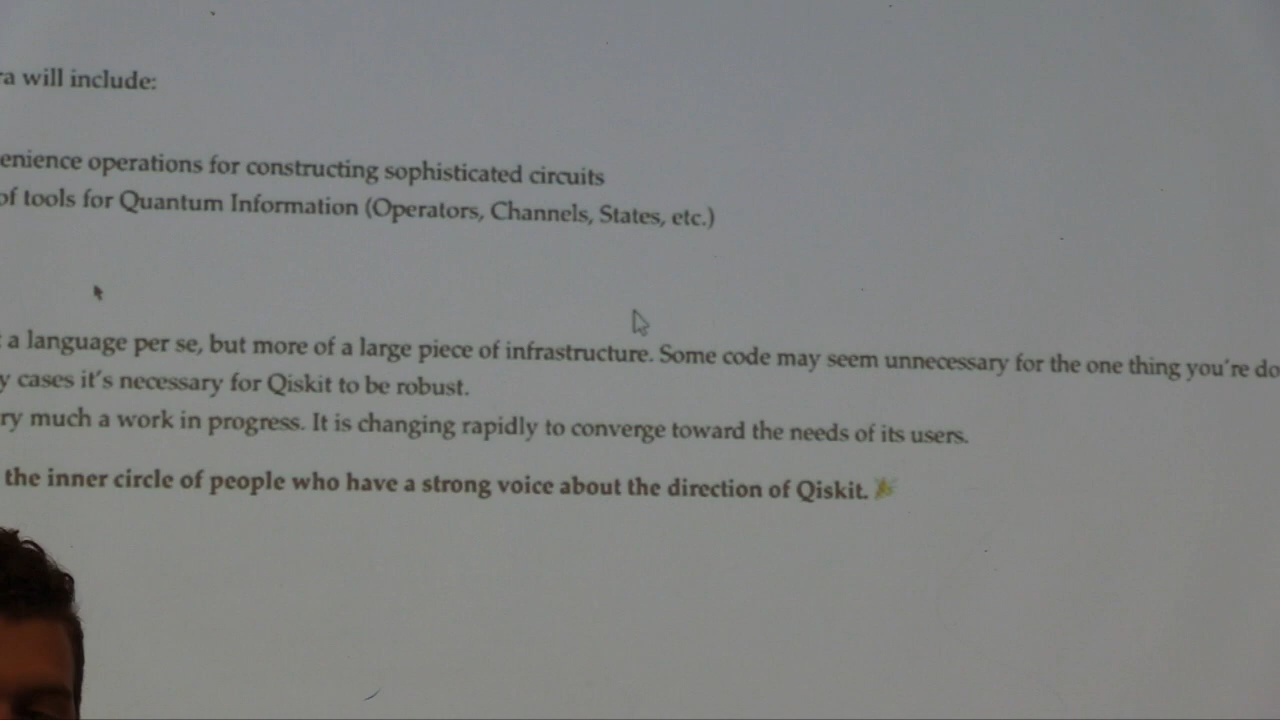 ra will include:
enience operations for constructing sophisticated circuits
of tools for Quantum Information (Operators, Channels, States, etc.)
a language per se, but more of a large piece of infrastructure. Some code may seem unnecessary for the one thing you're do
y cases it's necessary for Qiskit to be robust.
ry much a work in progress. It is changing rapidly to converge toward the needs of its users.
the inner circle of people who have a strong voice about the direction of Qiskit. 🎉